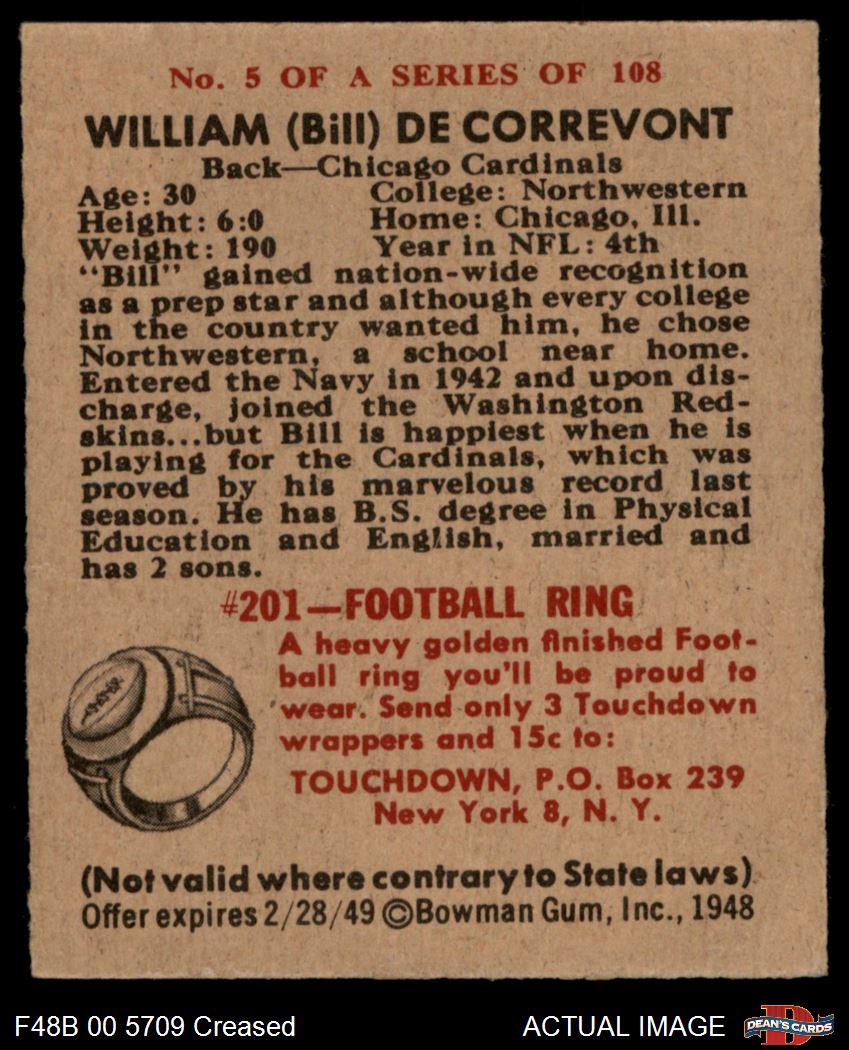 No. 5 OF A SERIES OF 108
WILLIAM (Bill) DE CORREVONT
Back—Chicago Cardinals
Age: 30 College: Northwestern
Height: 6:0 Home: Chicago, Ill.
Weight: 190 Year in NFL: 4th
"Bill" gained nation-wide recognition
as a prep star and although every college
in the country wanted him, he chose
Northwestern, a school near home.
Entered the Navy in 1942 and upon dis-
charge, joined the Washington Red-
skins...but Bill is happiest when he is
playing for the Cardinals, which was
proved by his marvelous record last
season. He has B.S. degree in Physical
Education and English, married and
has 2 sons.
#201—FOOTBALL RING
A heavy golden finished Foot-
ball ring you'll be proud to
wear. Send only 3 Touchdown
wrappers and 15c to:
TOUCHDOWN, P.O. Box 239
New York 8, N. Y.
(Not valid where contrary to State laws)
Offer expires 2/28/49 ©Bowman Gum, Inc., 1948
F48B 00 5709 Creased ACTUAL IMAGE DEAN'S CARDS